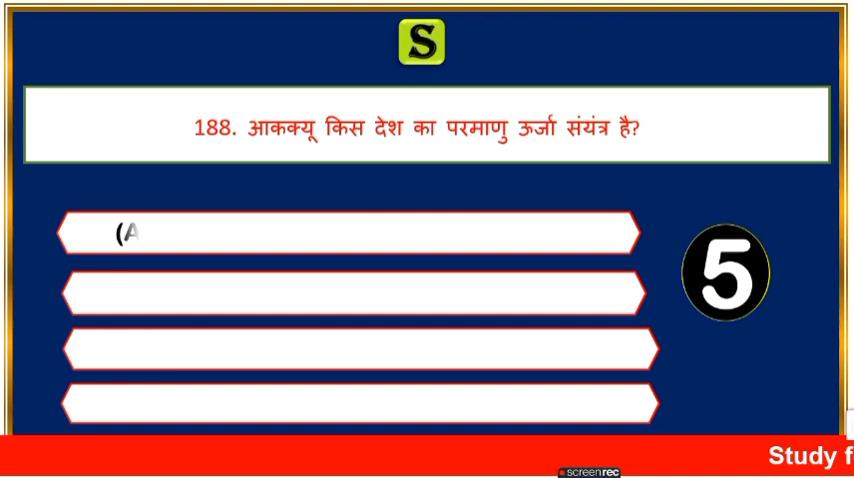 S
188. आकक्यू किस देश का परमाणु ऊर्जा संयंत्र है?
(A
5
Study f
screenrec